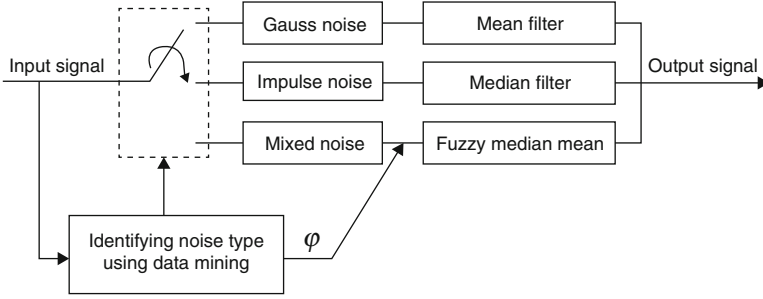 Gauss noise
Mean filter
Input signal
Impulse noise
Median filter
Output signal
Mixed noise
Fuzzy median mean
Identifying noise type
using data mining
φ